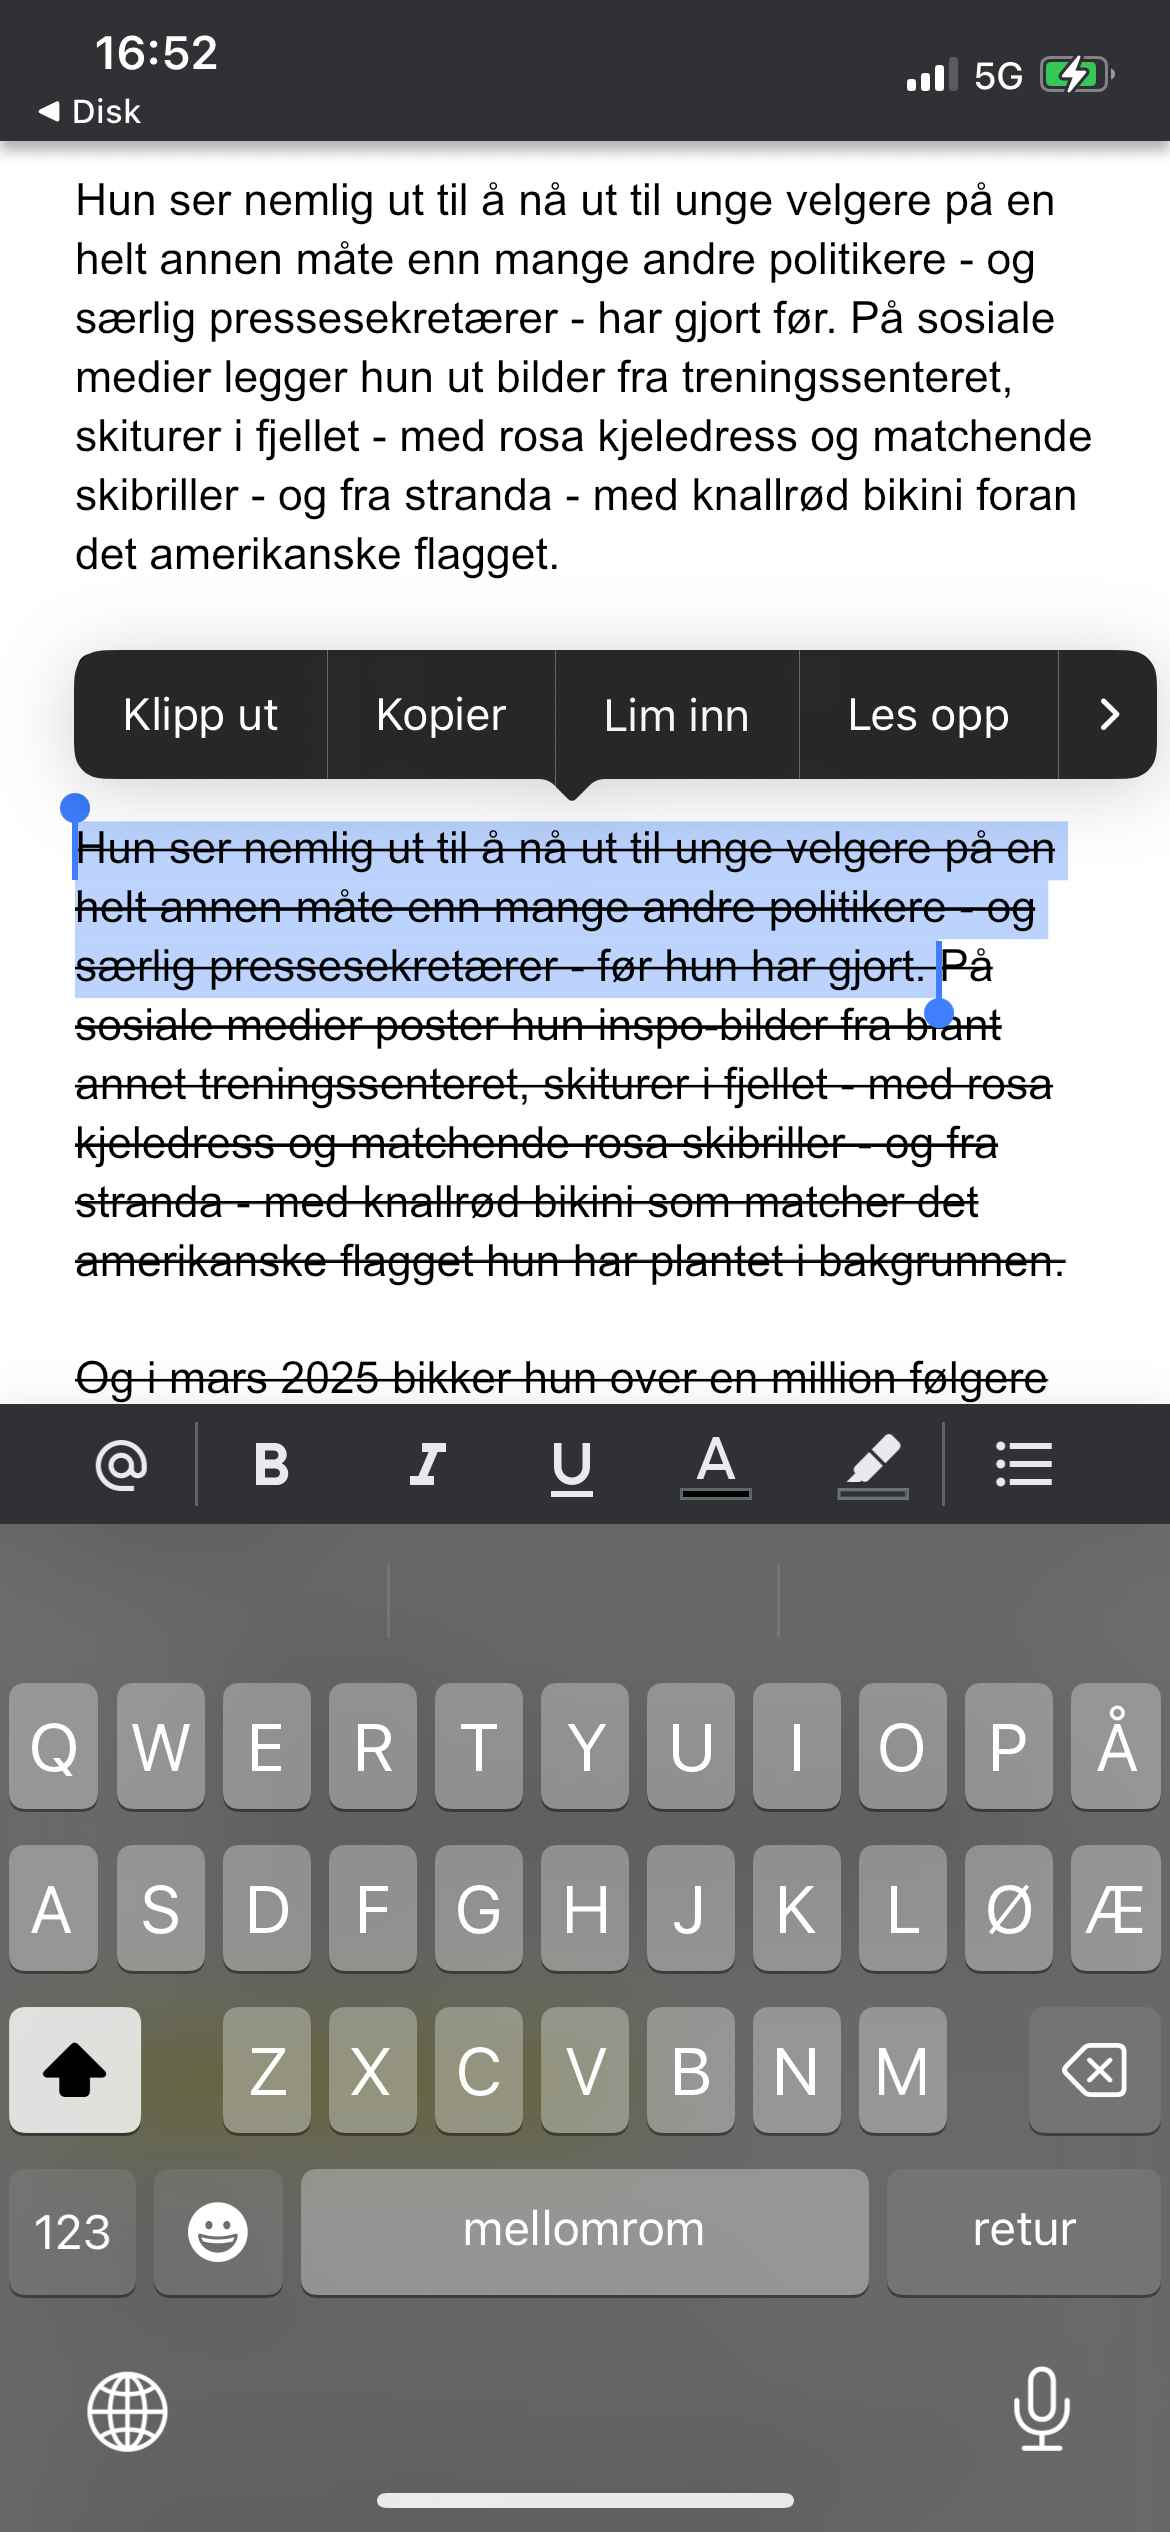 16:52
5G
◀ Disk
Hun ser nemlig ut til å nå ut til unge velgere på en
helt annen måte enn mange andre politikere - og
særlig pressesekretærer - har gjort før. På sosiale
medier legger hun ut bilder fra treningssenteret,
skiturer i fjellet - med rosa kjeledress og matchende
skibriller - og fra stranda - med knallrød bikini foran
det amerikanske flagget.
Klipp ut Kopier Lim inn Les opp
Hun ser nemlig ut til å nå ut til unge velgere på en
helt annen måte enn mange andre politikere - og
særlig pressesekretærer - før hun har gjort. På
sosiale medier poster hun inspo-bilder fra blant
annet treningssenteret, skiturer i fjellet - med rosa
kjeledress og matchende rosa skibriller - og fra
stranda - med knallrød bikini som matcher det
amerikanske flagget hun har plantet i bakgrunnen.
Og i mars 2025 bikker hun over en million følgere
@ B I U A
Q W E R T Y U I O P Å
A S D F G H J K L Ø Æ
Z X C V B N M
123 mellomrom retur